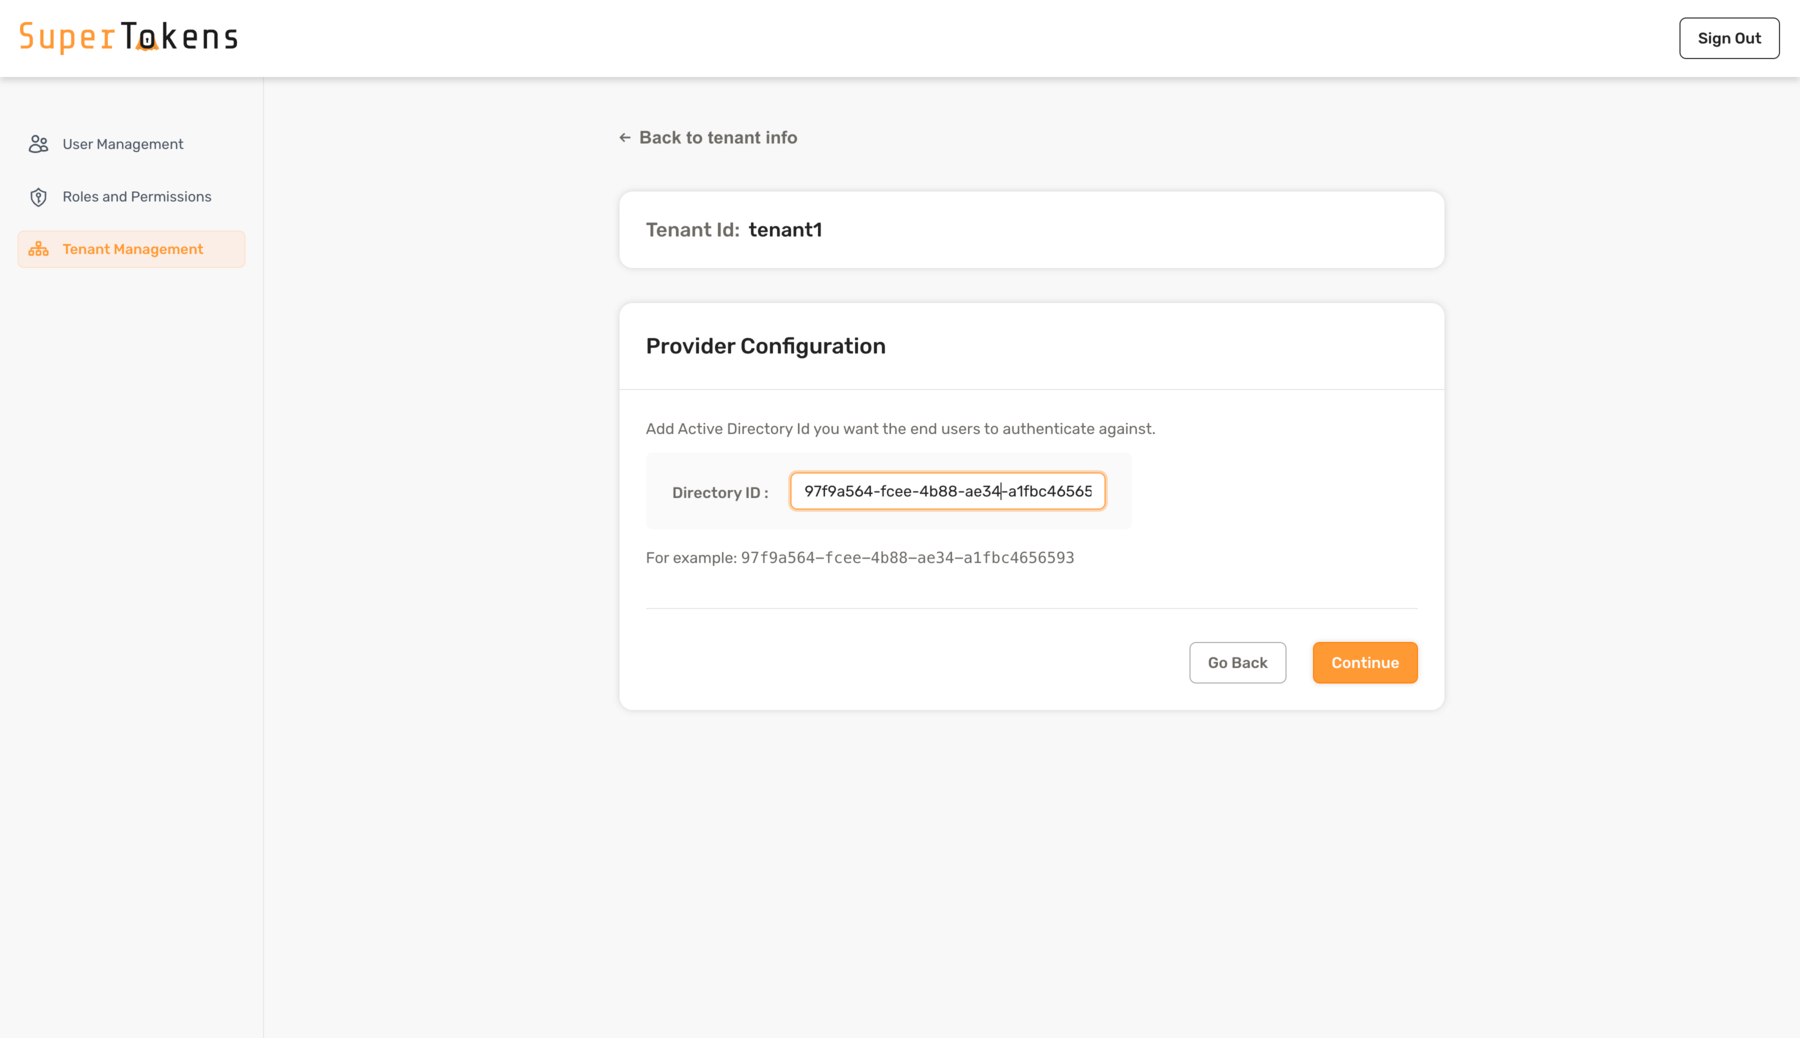 SuperTokens
Sign Out
User Management
Roles and Permissions
Tenant Management
← Back to tenant info
Tenant Id: tenant1
Provider Configuration
Add Active Directory Id you want the end users to authenticate against.
Directory ID : 97f9a564-fcee-4b88-ae34-a1fbc46565
For example: 97f9a564-fcee-4b88-ae34-a1fbc4656593
Go Back
Continue